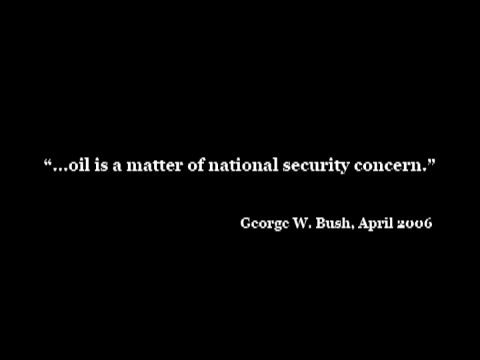 “...oil is a matter of national security concern.”
George W. Bush, April 2006